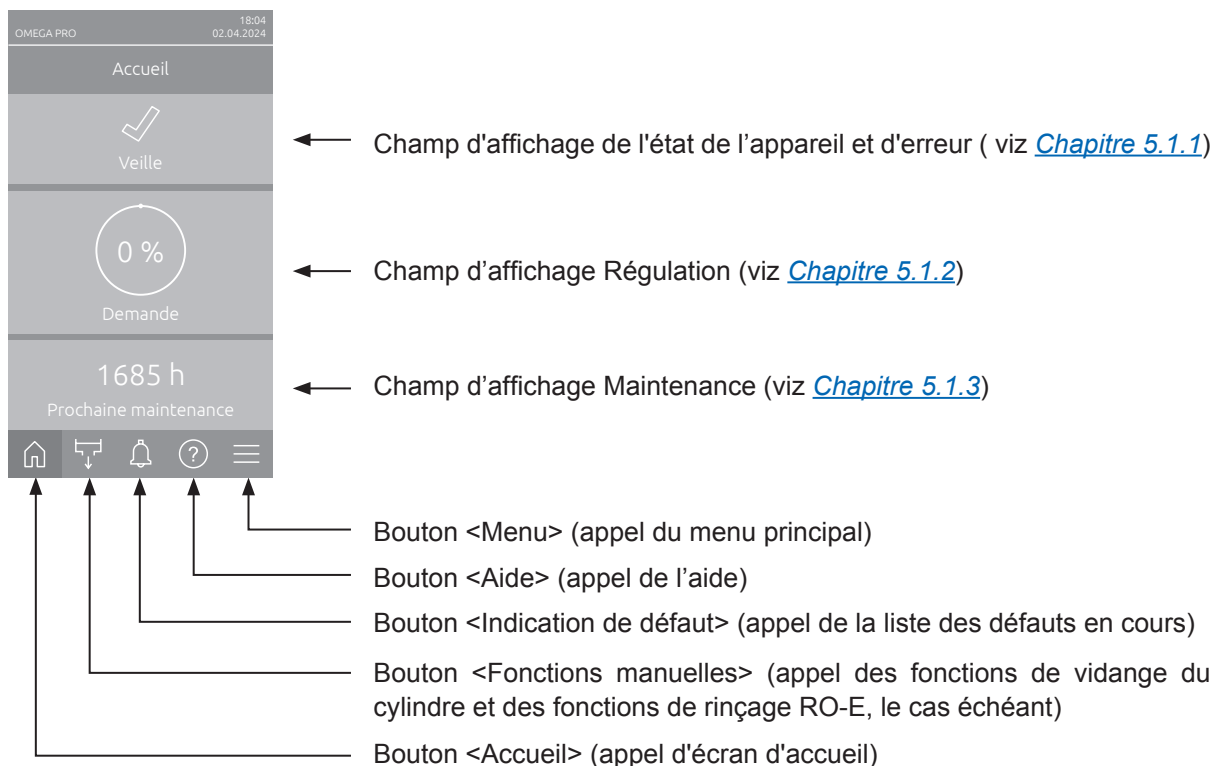 18:04
OMEGA PRO 02.04.2024
Accueil
Veille
0 %
Demande
1685 h
Prochaine maintenance
?
Champ d'affichage de l'état de l’appareil et d'erreur ( viz Chapitre 5.1.1)
Champ d’affichage Régulation (viz Chapitre 5.1.2)
Champ d’affichage Maintenance (viz Chapitre 5.1.3)
Bouton <Menu> (appel du menu principal)
Bouton <Aide> (appel de l’aide)
Bouton <Indication de défaut> (appel de la liste des défauts en cours)
Bouton <Fonctions manuelles> (appel des fonctions de vidange du
cylindre et des fonctions de rinçage RO-E, le cas échéant)
Bouton <Accueil> (appel d'écran d'accueil)